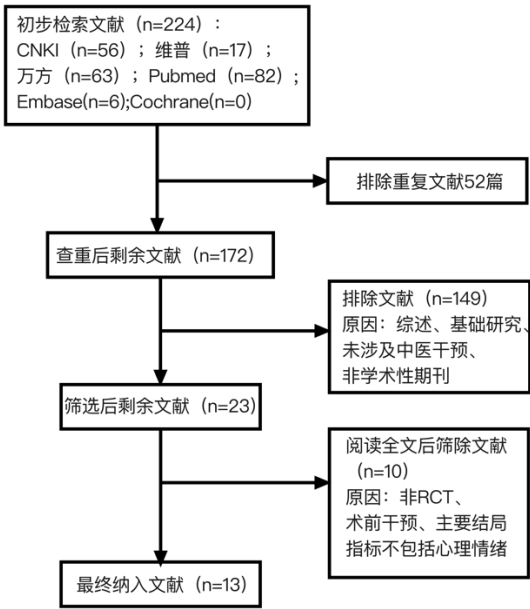 初步检索文献（n=224）:
CNKI（n=56）；维普（n=17）；
万方（n=63）；Pubmed（n=82）；
Embase(n=6);Cochrane(n=0)
排除重复文献52篇
查重后剩余文献（n=172）
排除文献（n=149）
原因：综述、基础研究、
未涉及中医干预、
非学术性期刊
筛选后剩余文献（n=23）
阅读全文后筛除文献
（n=10）
原因：非RCT、
术前干预、主要结局
指标不包括心理情绪
最终纳入文献（n=13）